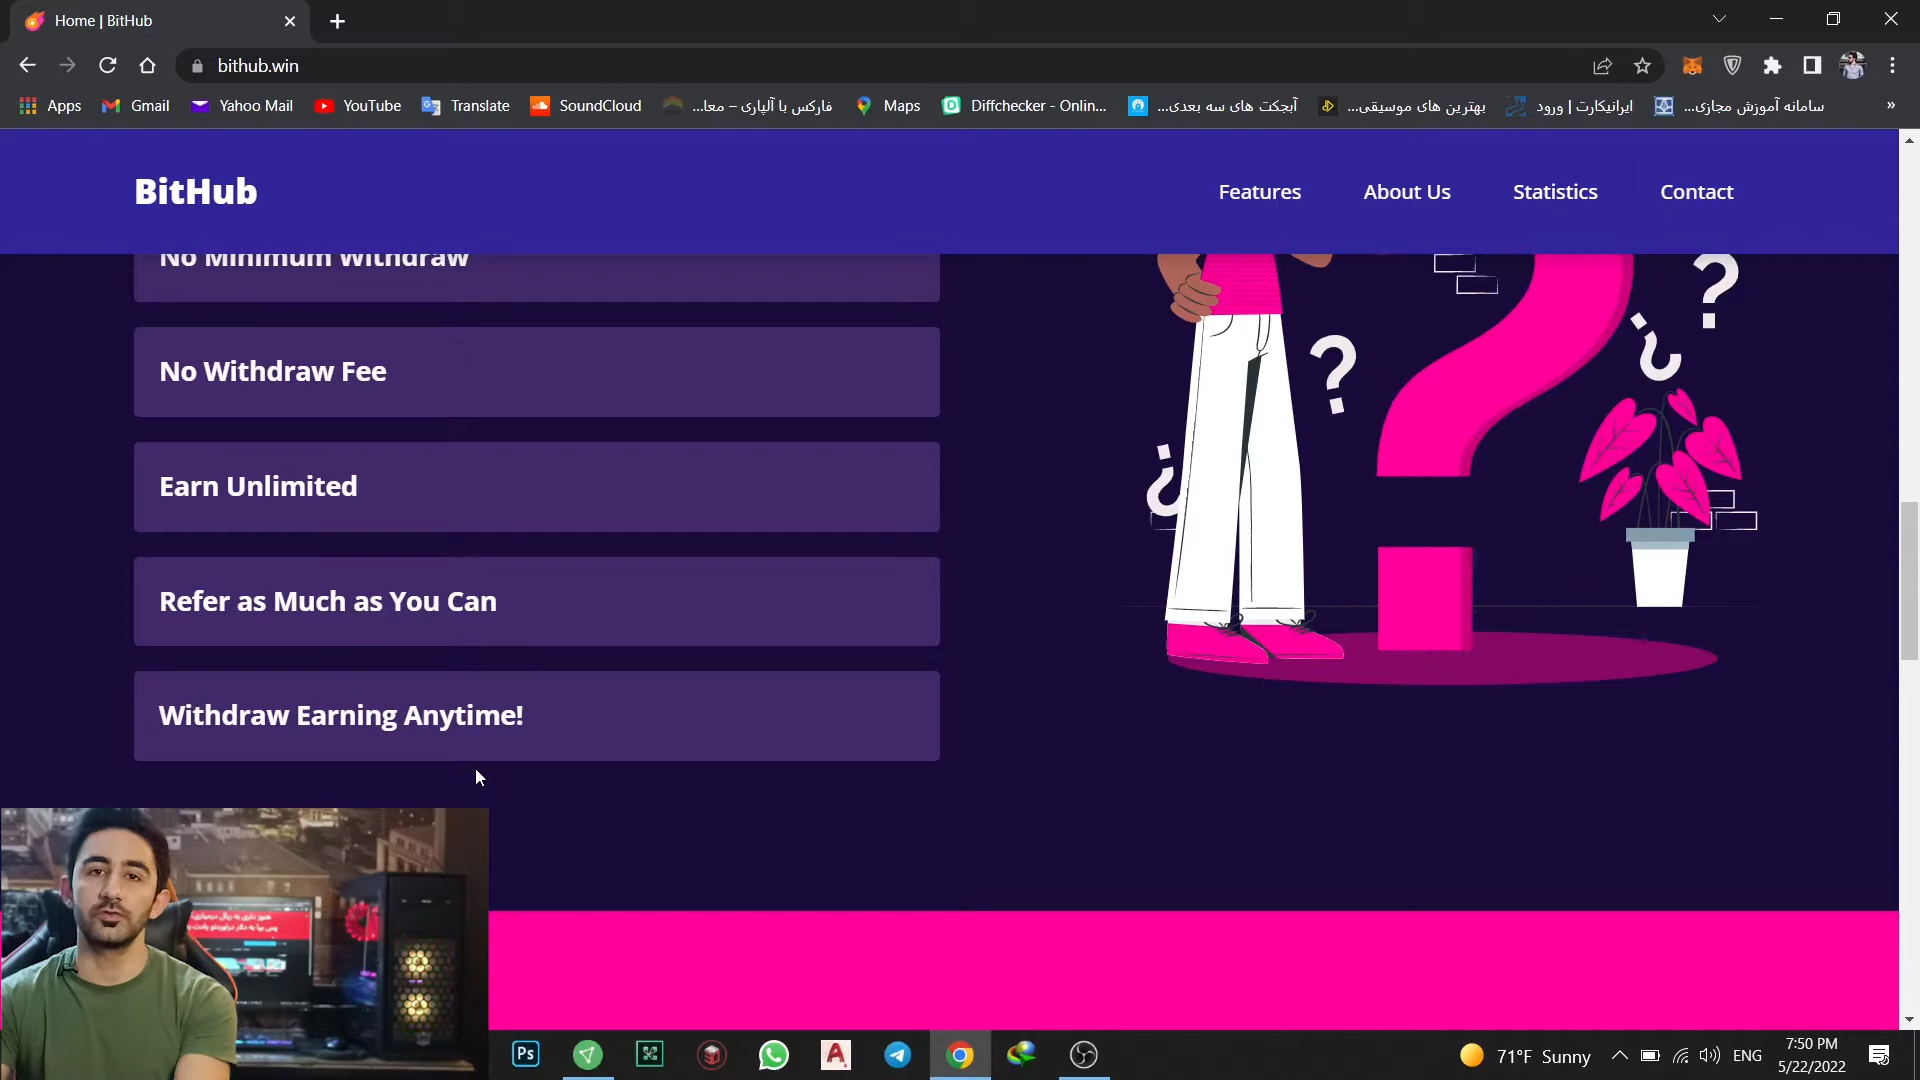 Home | BitHub
bithub.win
Apps
Gmail
Yahoo Mail
YouTube
Translate
SoundCloud
فارکس با آلپاری – معا...
Maps
Diffchecker - Onlin...
آبجکت های سه بعدی...
بهترین های موسیقی...
ایرانیکارت | ورود
سامانه آموزش مجازی...
»
BitHub
Features
About Us
Statistics
Contact
No Minimum Withdraw
No Withdraw Fee
Earn Unlimited
Refer as Much as You Can
Withdraw Earning Anytime!
Ps
71°F Sunny
ENG
7:50 PM
5/22/2022